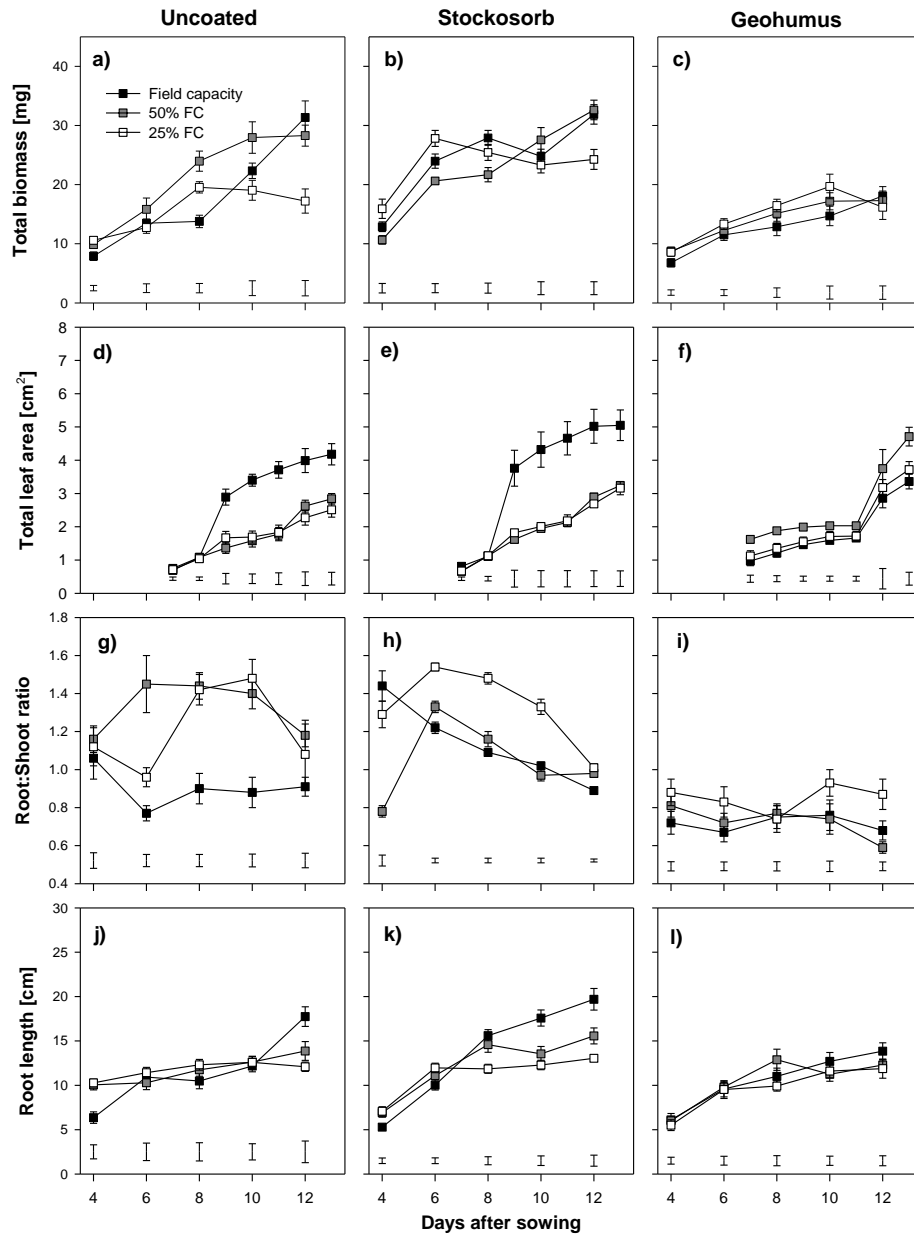 Uncoated Stockosorb Geohumus
Total biomass [mg]
40
30
20
10
0
a)
Field capacity
50% FC
25% FC
b)
c)
Total leaf area [cm²]
8
7
6
5
4
3
2
1
0
d)
e)
f)
Root:Shoot ratio
1.8
1.6
1.4
1.2
1.0
0.8
0.6
0.4
g)
h)
i)
Root length [cm]
30
25
20
15
10
5
0
j)
k)
l)
4 6 8 10 12 4 6 8 10 12 4 6 8 10 12
Days after sowing